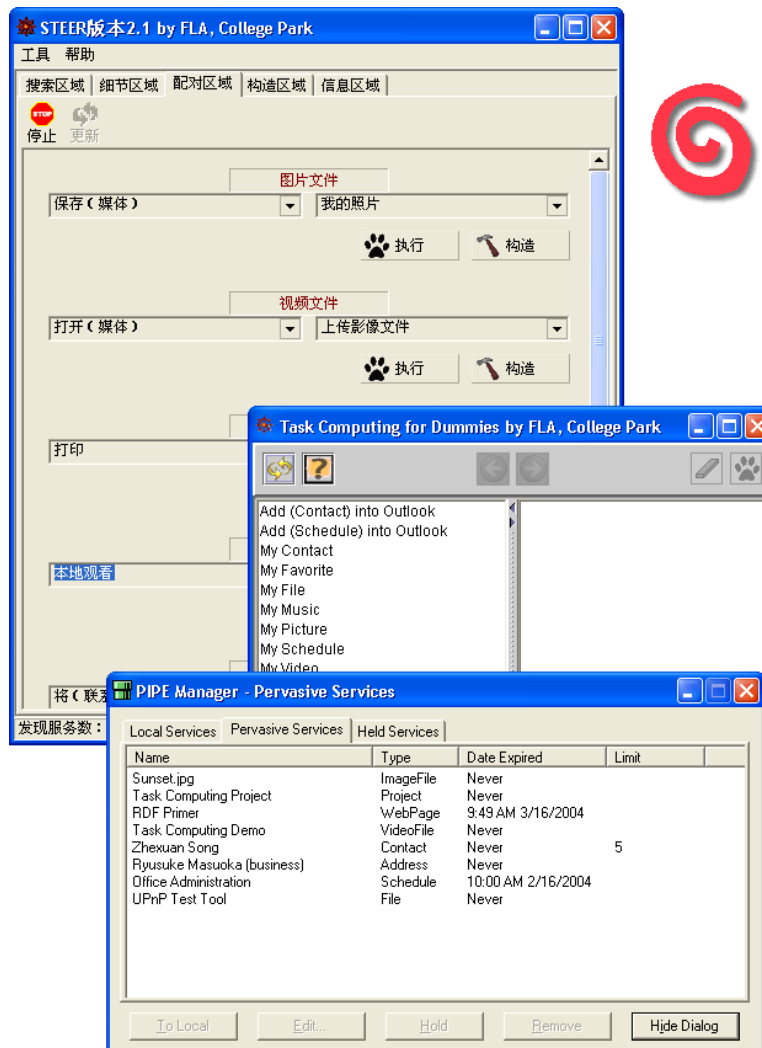 STEER版本2.1 by FLA, College Park
工具 帮助
搜索区域 细节区域 配对区域 构造区域 信息区域
STOP
停止 更新
图片文件
保存(媒体) 我的照片
执行 构造
视频文件
打开(媒体) 上传影像文件
执行 构造
打印
本地观看
将(联系
发现服务数:
Task Computing for Dummies by FLA, College Park
Add (Contact) into Outlook
Add (Schedule) into Outlook
My Contact
My Favorite
My File
My Music
My Picture
My Schedule
My Video
PIPE Manager - Pervasive Services
Local Services Pervasive Services Held Services
Name Type Date Expired Limit
Sunset.jpg ImageFile Never
Task Computing Project Project Never
RDF Primer WebPage 9:49 AM 3/16/2004
Task Computing Demo VideoFile Never
Zhexuan Song Contact Never 5
Ryusuke Masuoka (business) Address Never
Office Administration Schedule 10:00 AM 2/16/2004
UPnP Test Tool File Never
To Local Edit... Hold Remove Hide Dialog